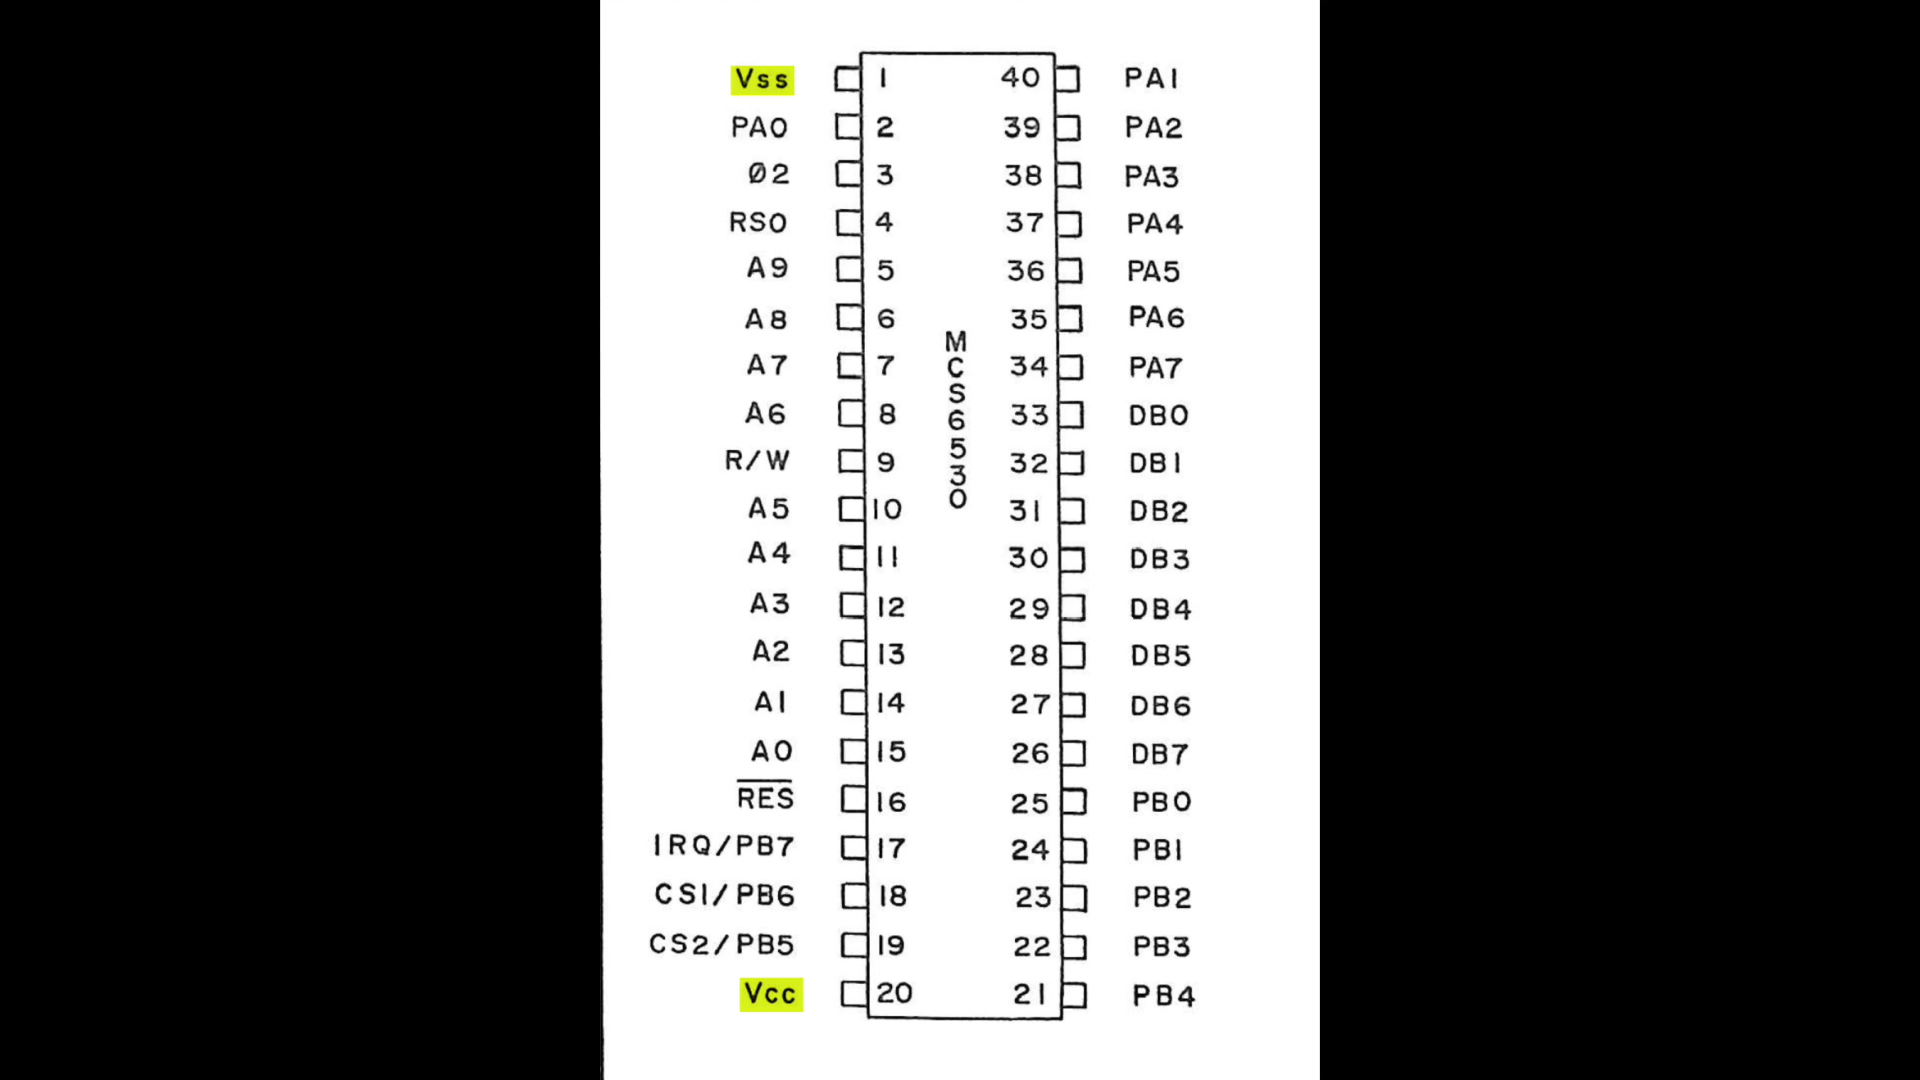 Vss 1 40 PA1
PA0 2 39 PA2
Ø2 3 38 PA3
RS0 4 37 PA4
A9 5 36 PA5
A8 6 35 PA6
A7 7 34 PA7
A6 8 33 DB0
R/W 9 32 DB1
A5 10 31 DB2
A4 11 30 DB3
A3 12 29 DB4
A2 13 28 DB5
A1 14 27 DB6
A0 15 26 DB7
RES 16 25 PB0
IRQ/PB7 17 24 PB1
CS1/PB6 18 23 PB2
CS2/PB5 19 22 PB3
Vcc 20 21 PB4
MCS6530